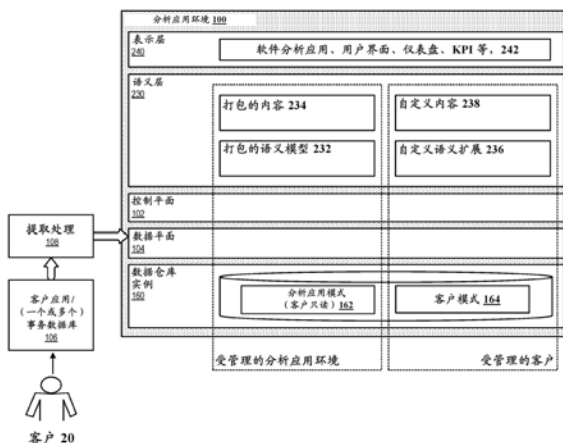 分析应用环境 100
表示层
240
软件分析应用、用户界面、仪表盘、KPI 等，242
语义层
230
打包的内容 234
自定义内容 238
打包的语义模型 232
自定义语义扩展 236
控制平面
102
提取处理
108
数据平面
104
数据仓库
实例
160
分析应用模式
（客户只读）162
客户模式 164
客户应用/
（一个或多个）
事务数据库
106
受管理的分析应用环境
受管理的客户
客户 20